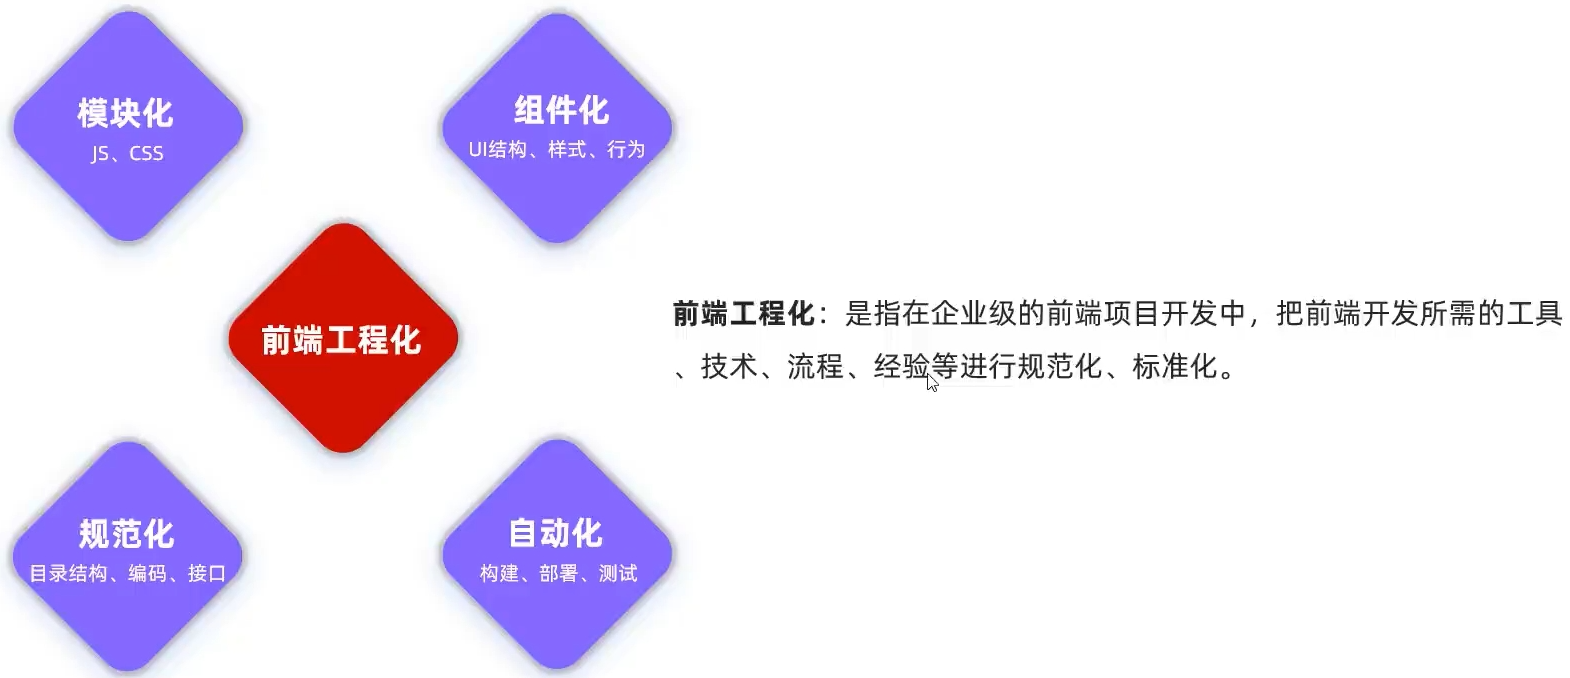 模块化
JS、CSS
组件化
UI结构、样式、行为
前端工程化
前端工程化：是指在企业级的前端项目开发中，把前端开发所需的工具
、技术、流程、经验等进行规范化、标准化。
规范化
目录结构、编码、接口
自动化
构建、部署、测试